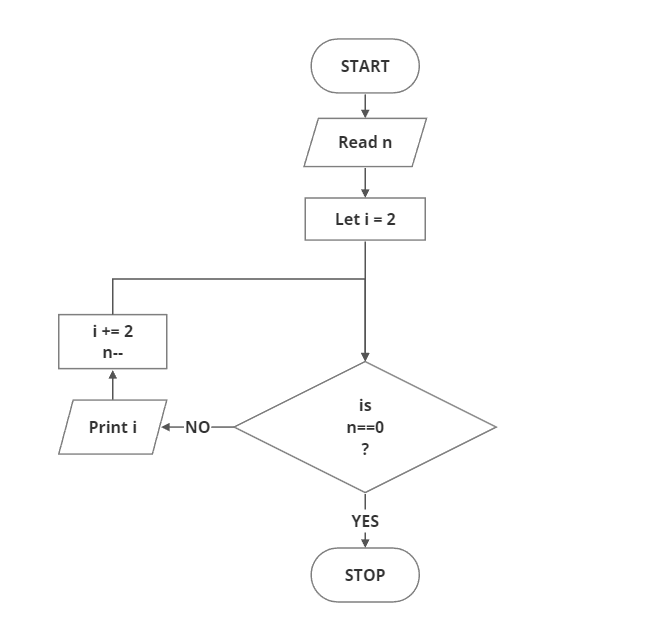 START
Read n
Let i = 2
i += 2
n--
is
n==0
?
Print i
NO
YES
STOP